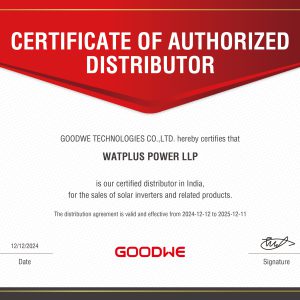 CERTIFICATE OF AUTHORIZED
DISTRIBUTOR
GOODWE TECHNOLOGIES CO.,LTD. hereby certifies that
WATPLUS POWER LLP
is our certified distributor in India,
for the sales of solar inverters and related products.
The distribution agreement is valid and effective from 2024-12-12 to 2025-12-11
12/12/2024
Date
GOODWE
Signature